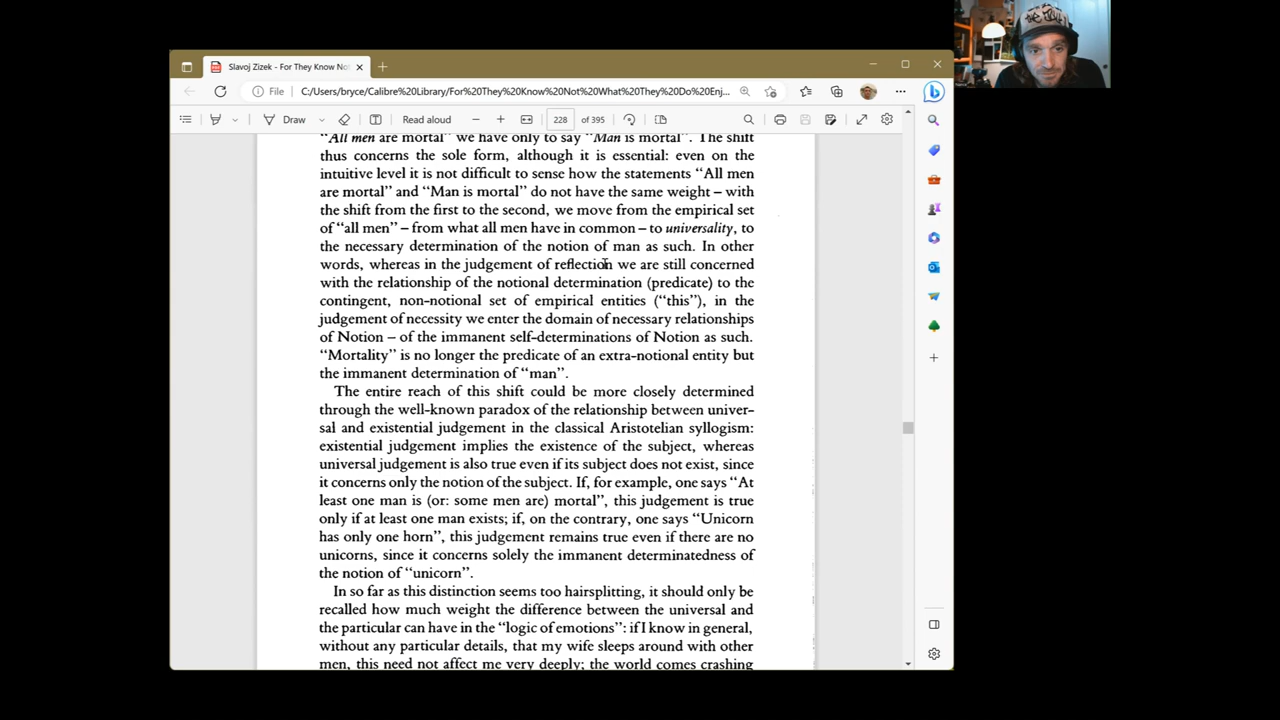 Slavoj Zizek - For They Know No
File
C:/Users/bryce/Calibre%20Library/For%20They%20Know%20Not%20What%20They%20Do%20Enj...
Draw
Read aloud
228 of 395
“All men are mortal” we have only to say “Man is mortal”. The shift
thus concerns the sole form, although it is essential: even on the
intuitive level it is not difficult to sense how the statements “All men
are mortal” and “Man is mortal” do not have the same weight – with
the shift from the first to the second, we move from the empirical set
of “all men” – from what all men have in common – to universality, to
the necessary determination of the notion of man as such. In other
words, whereas in the judgement of reflection we are still concerned
with the relationship of the notional determination (predicate) to the
contingent, non-notional set of empirical entities (“this”), in the
judgement of necessity we enter the domain of necessary relationships
of Notion – of the immanent self-determinations of Notion as such.
“Mortality” is no longer the predicate of an extra-notional entity but
the immanent determination of “man”.
The entire reach of this shift could be more closely determined
through the well-known paradox of the relationship between univer-
sal and existential judgement in the classical Aristotelian syllogism:
existential judgement implies the existence of the subject, whereas
universal judgement is also true even if its subject does not exist, since
it concerns only the notion of the subject. If, for example, one says “At
least one man is (or: some men are) mortal”, this judgement is true
only if at least one man exists; if, on the contrary, one says “Unicorn
has only one horn”, this judgement remains true even if there are no
unicorns, since it concerns solely the immanent determinatedness of
the notion of “unicorn”.
In so far as this distinction seems too hairsplitting, it should only be
recalled how much weight the difference between the universal and
the particular can have in the “logic of emotions”: if I know in general,
without any particular details, that my wife sleeps around with other
men, this need not affect me very deeply; the world comes crashing